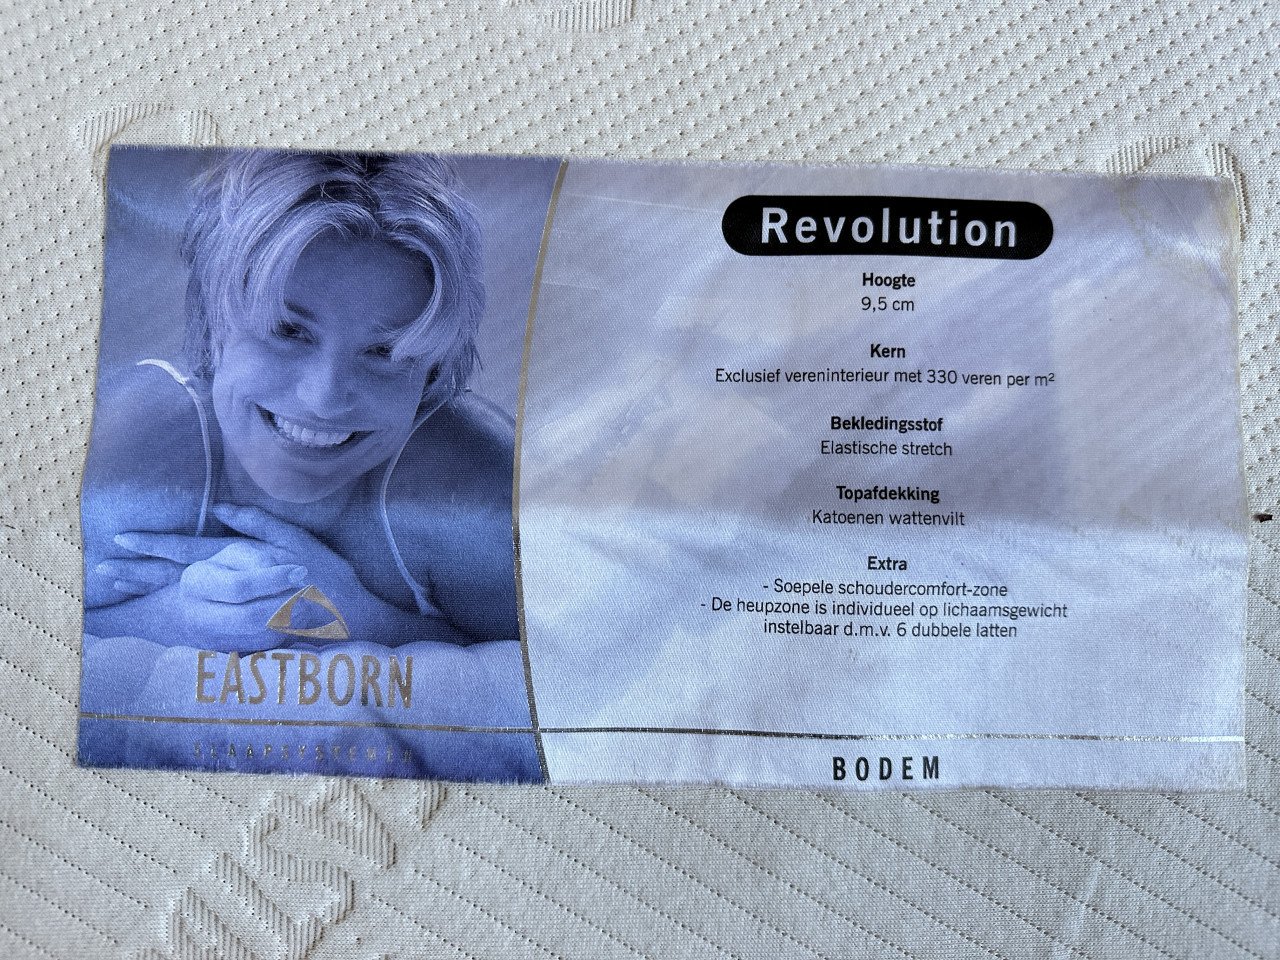 Revolution
Hoogte
9,5 cm
Kern
Exclusief vereninterieur met 330 veren per m²
Bekledingsstof
Elastische stretch
Topafdekking
Katoenen wattenvilt
Extra
- Soepele schoudercomfort-zone
- De heupzone is individueel op lichaamsgewicht
instelbaar d.m.v. 6 dubbele latten
EASTBORN
SLAAPSYSTEMEN
BODEM